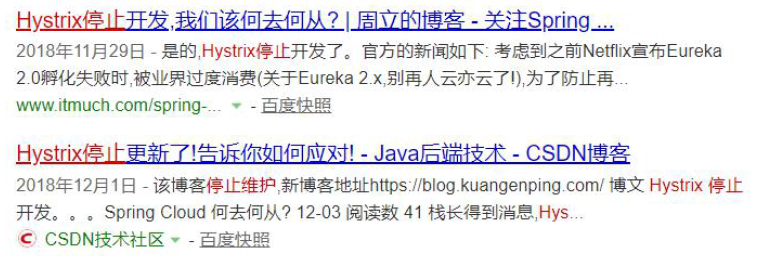 Hystrix停止开发,我们该何去何从? | 周立的博客 - 关注Spring ...
2018年11月29日 - 是的,Hystrix停止开发了。官方的新闻如下: 考虑到之前Netflix宣布Eureka
2.0孵化失败时,被业界过度消费(关于Eureka 2.x,别再人云亦云了!),为了防止再...
www.itmuch.com/spring-... - 百度快照
Hystrix停止更新了!告诉你如何应对! - Java后端技术 - CSDN博客
2018年12月1日 - 该博客停止维护,新博客地址https://blog.kuangenping.com/ 博文 Hystrix 停止
开发。。。Spring Cloud 何去何从? 12-03 阅读数 41 栈长得到消息,Hys...
C CSDN技术社区 - 百度快照